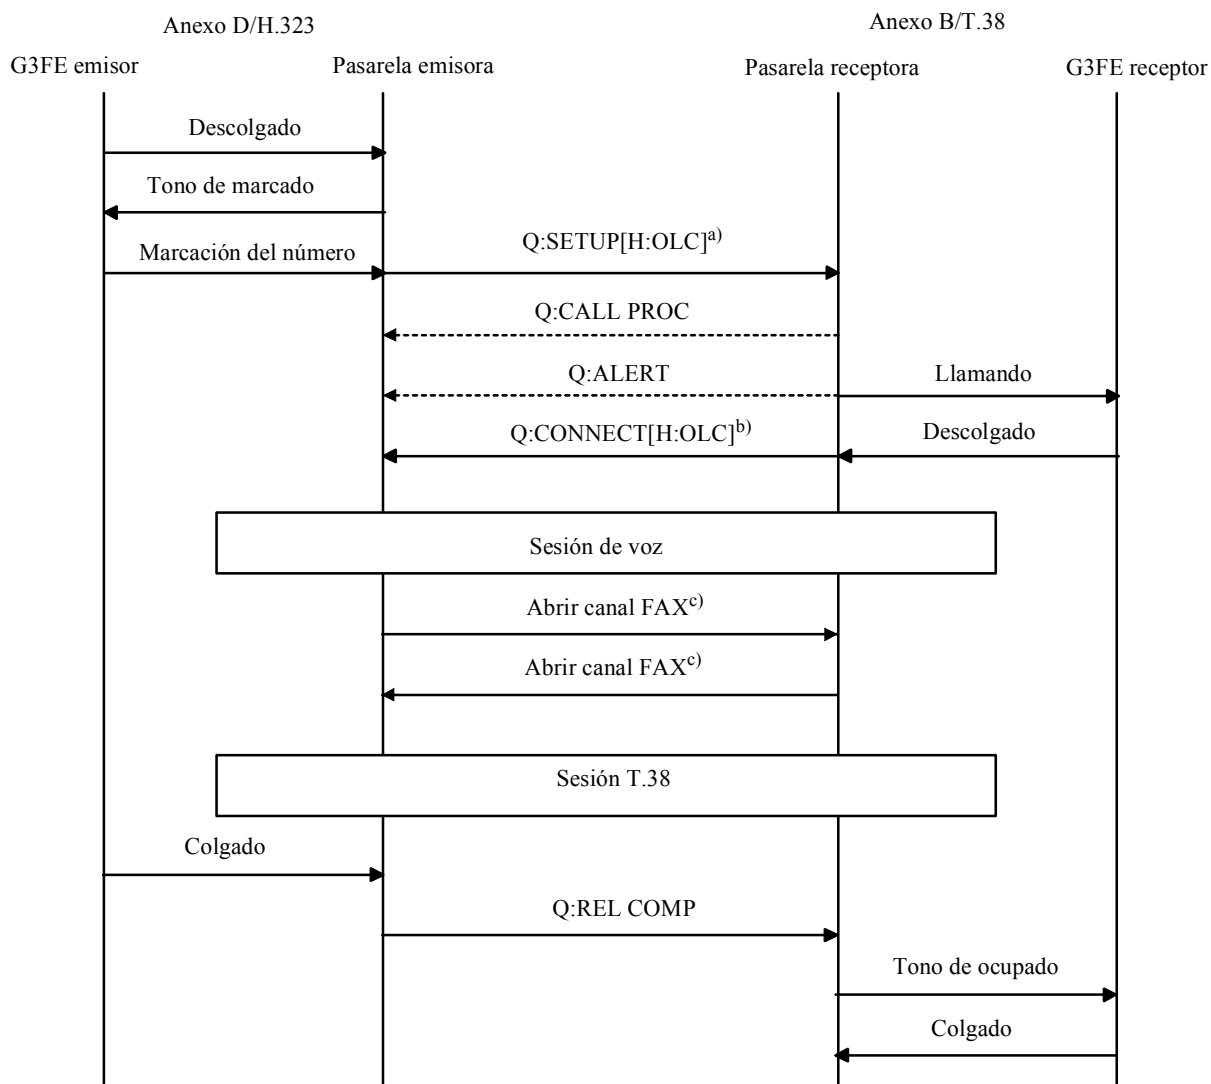 Anexo D/H.323
Anexo B/T.38
G3FE emisor
Pasarela emisora
Pasarela receptora
G3FE receptor
Descolgado
Tono de marcado
Marcación del número
Q:SETUP[H:OLC]a)
Q:CALL PROC
Q:ALERT
Llamando
Q:CONNECT[H:OLC]b)
Descolgado
Sesión de voz
Abrir canal FAXc)
Abrir canal FAXc)
Sesión T.38
Colgado
Q:REL COMP
Tono de ocupado
Colgado